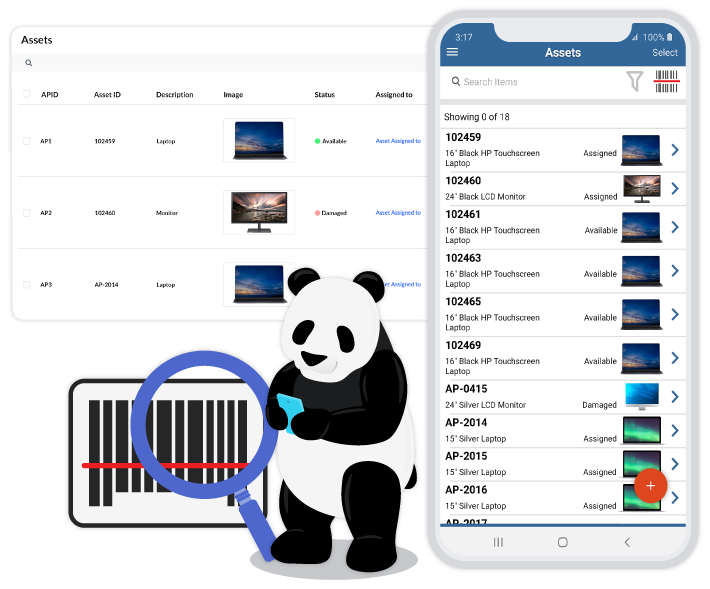 Assets
APID Asset ID Description Image Status Assigned to
AP1 102459 Laptop Available Asset Assigned to
AP2 102460 Monitor Damaged Asset Assigned to
AP3 AP-2014 Laptop Asset Assigned to
3:17 100%
Assets Select
Search Items
Showing 0 of 18
102459
16" Black HP Touchscreen
Laptop
Assigned
102460
24" Black LCD Monitor Assigned
102461
16" Black HP Touchscreen
Laptop
Available
102463
16" Black HP Touchscreen
Laptop
Available
102465
16" Black HP Touchscreen
Laptop
Available
102469
16" Black HP Touchscreen
Laptop
Available
AP-0415
24" Silver LCD Monitor Damaged
AP-2014
15" Silver Laptop Assigned
AP-2015
15" Silver Laptop Assigned
AP-2016
15" Silver Laptop Assigned
AP-2017